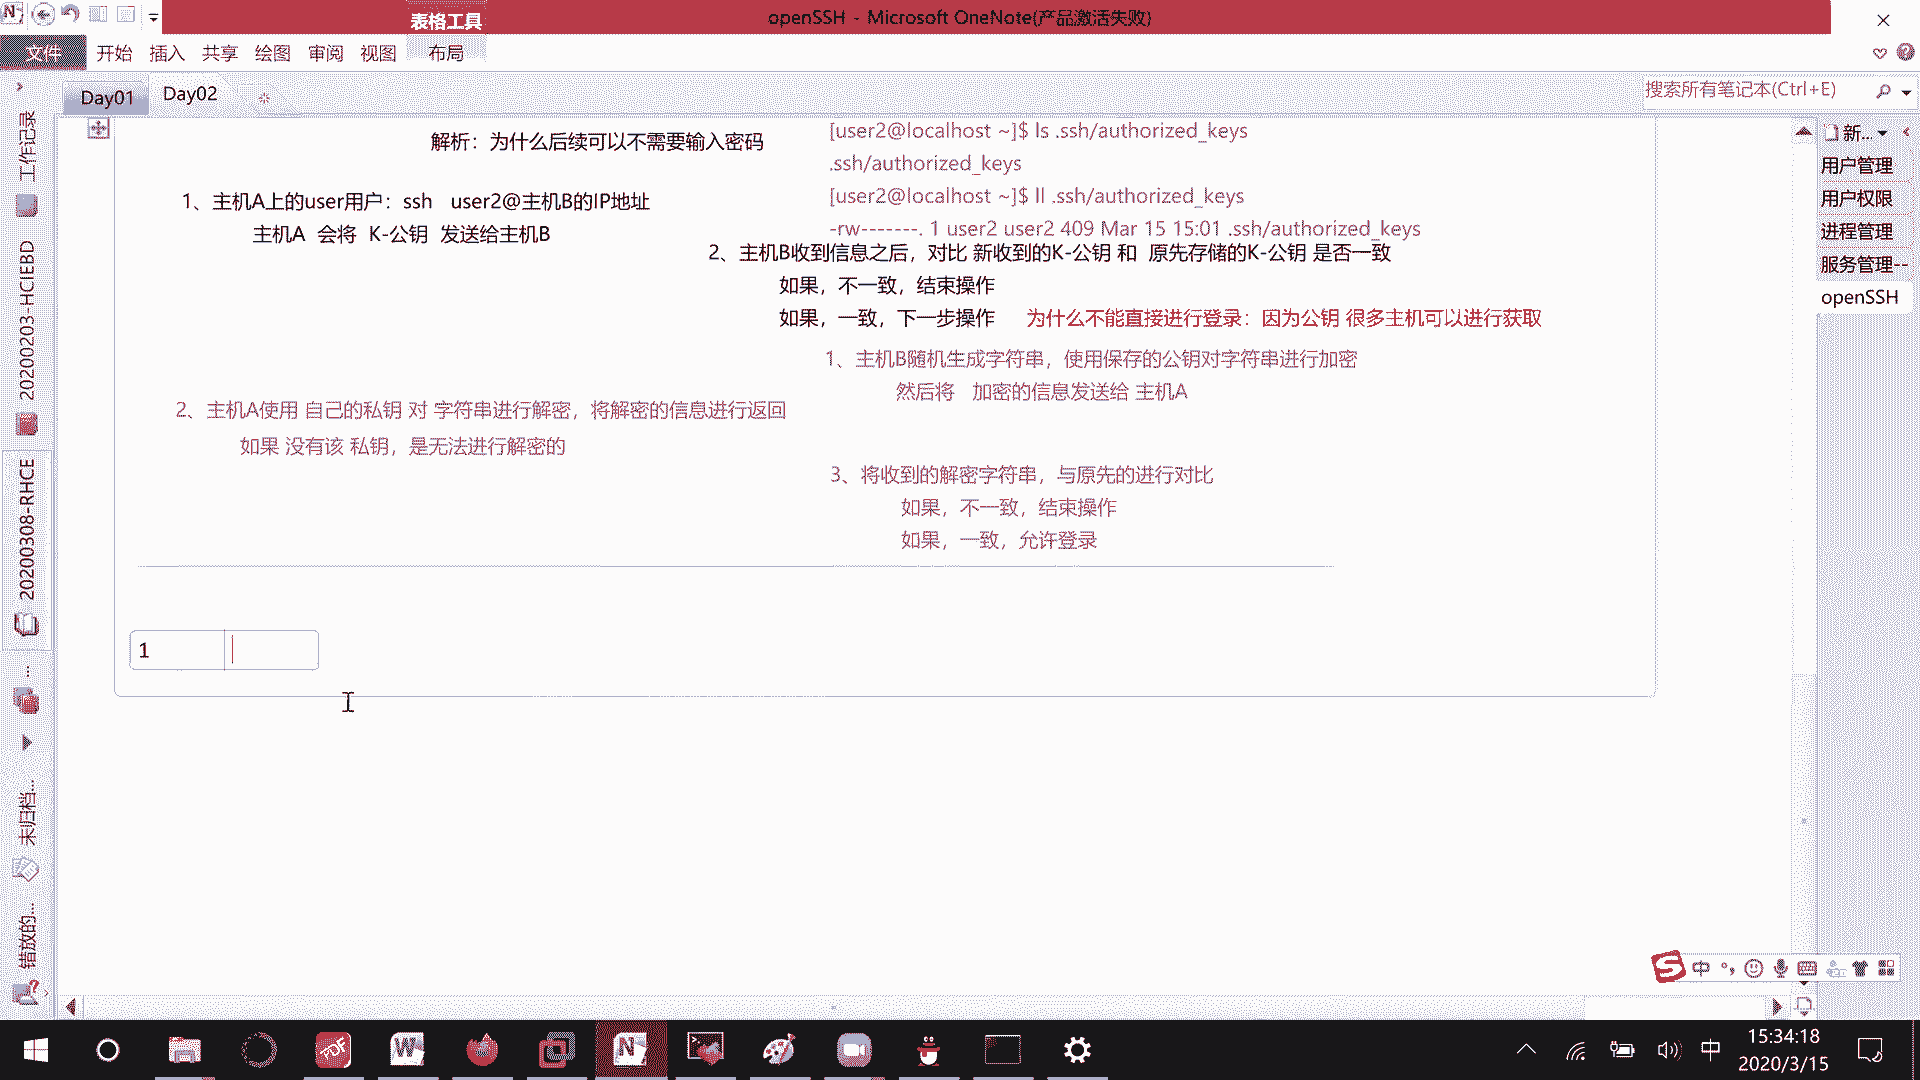 表格工具
openSSH - Microsoft OneNote(产品激活失败)
文件 开始 插入 共享 绘图 审阅 视图 布局
Day01 Day02
搜索所有笔记本(Ctrl+E)
工作记录
20200203-HCIEBD
20200308-RHCE
...
未归档...
错放的...
新...
用户管理
用户权限
进程管理
服务管理--
openSSH
解析：为什么后续可以不需要输入密码
[user2@localhost ~]$ ls .ssh/authorized_keys
.ssh/authorized_keys
[user2@localhost ~]$ ll .ssh/authorized_keys
-rw-------. 1 user2 user2 409 Mar 15 15:01 .ssh/authorized_keys
1、主机A上的user用户：ssh user2@主机B的IP地址
主机A 会将 K-公钥 发送给主机B
2、主机B收到信息之后，对比 新收到的K-公钥 和 原先存储的K-公钥 是否一致
如果，不一致，结束操作
如果，一致，下一步操作 为什么不能直接进行登录：因为公钥 很多主机可以进行获取
1、主机B随机生成字符串，使用保存的公钥对字符串进行加密
然后将 加密的信息发送给 主机A
2、主机A使用 自己的私钥 对 字符串进行解密，将解密的信息进行返回
如果 没有该 私钥，是无法进行解密的
3、将收到的解密字符串，与原先的进行对比
如果，不一致，结束操作
如果，一致，允许登录
1
中
中
15:34:18
2020/3/15